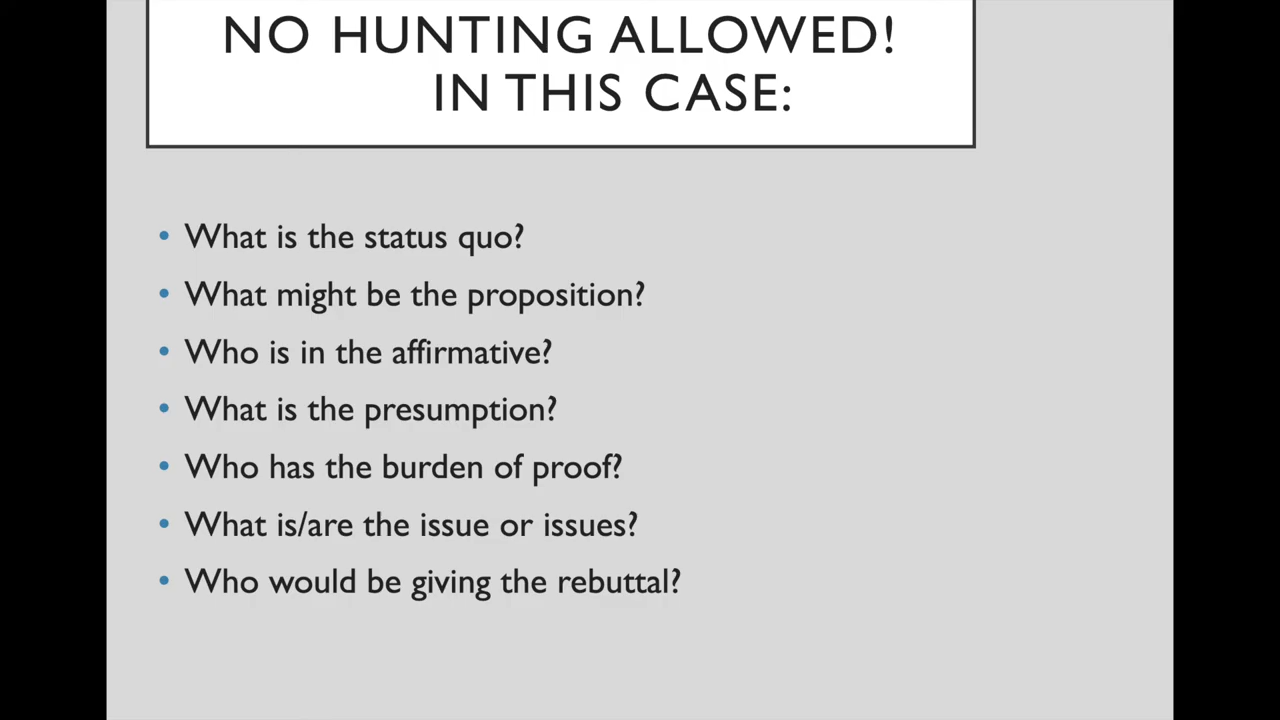 NO HUNTING ALLOWED!
IN THIS CASE:
• What is the status quo?
• What might be the proposition?
• Who is in the affirmative?
• What is the presumption?
• Who has the burden of proof?
• What is/are the issue or issues?
• Who would be giving the rebuttal?